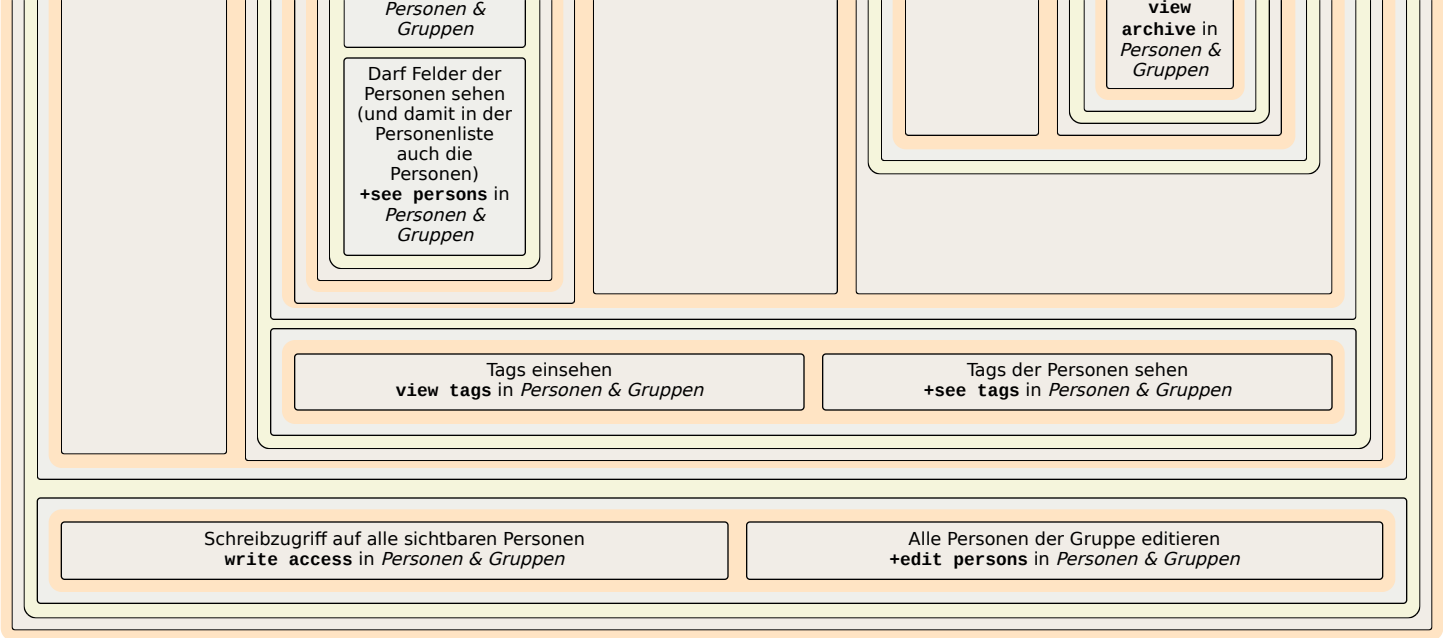 Personen &
Gruppen
view
archive in
Personen &
Gruppen
Darf Felder der
Personen sehen
(und damit in der
Personenliste
auch die
Personen)
+see persons in
Personen &
Gruppen
Tags einsehen
view tags in Personen & Gruppen
Tags der Personen sehen
+see tags in Personen & Gruppen
Schreibzugriff auf alle sichtbaren Personen
write access in Personen & Gruppen
Alle Personen der Gruppe editieren
+edit persons in Personen & Gruppen